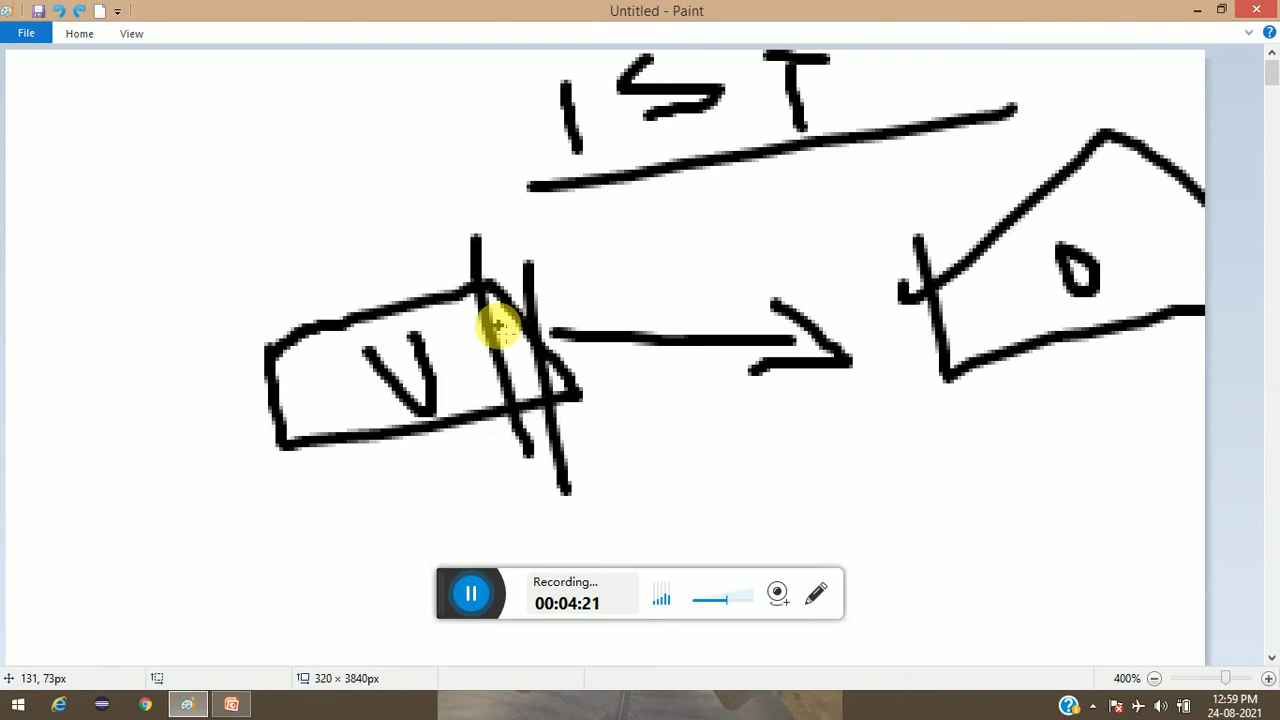 Untitled - Paint
File Home View
1ST
V
O
Recording...
00:04:21
131, 73px
320 × 3840px
400%
12:59 PM
24-08-2021